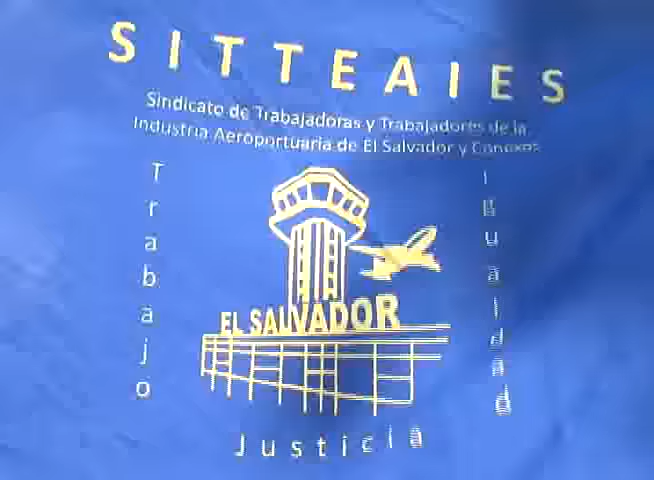 SITTEAIES
Sindicato de Trabajadoras y Trabajadores de la
Industria Aeroportuaria de El Salvador y Conexos
Trabajo
Igualdad
EL SALVADOR
Justicia